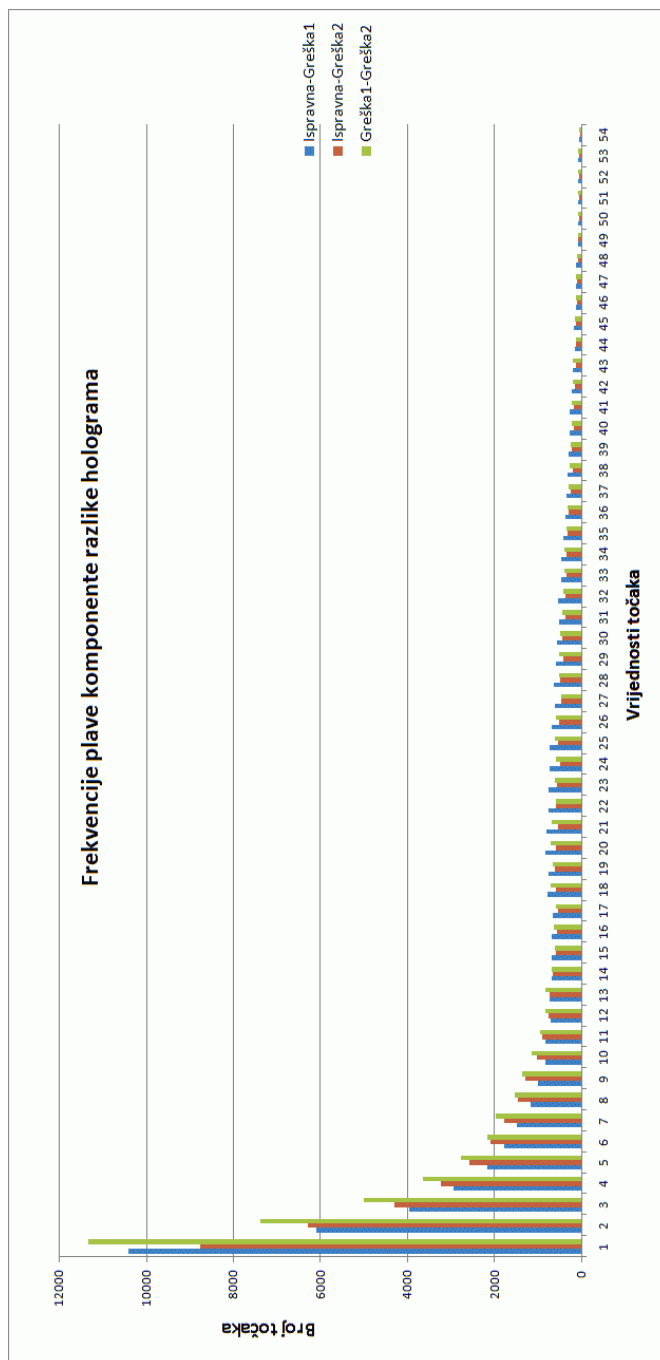 Frekvencije plave komponente razlike holograma
Broj točaka
12000
10000
8000
6000
4000
2000
0
Ispravna-Greška1
Ispravna-Greška2
Greška1-Greška2
1 2 3 4 5 6 7 8 9 10 11 12 13 14 15 16 17 18 19 20 21 22 23 24 25 26 27 28 29 30 31 32 33 34 35 36 37 38 39 40 41 42 43 44 45 46 47 48 49 50 51 52 53 54
Vrijednosti točaka